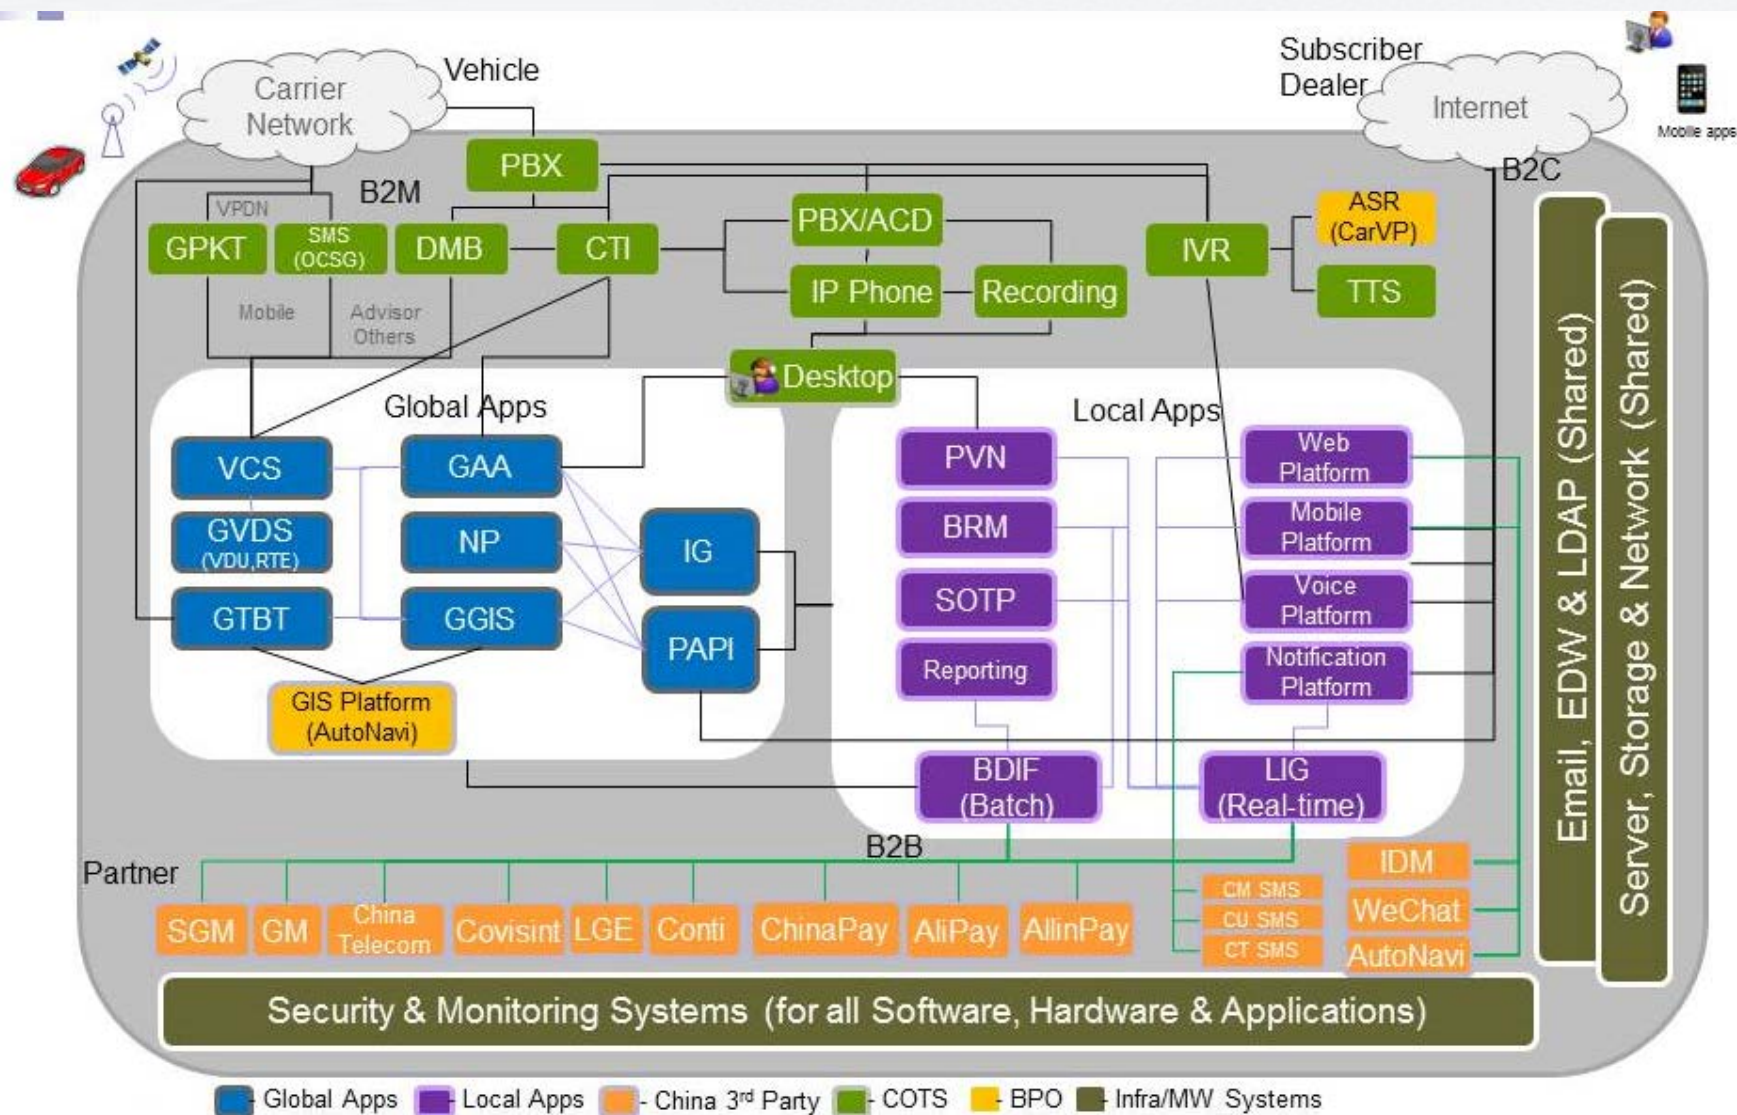 Vehicle
Subscriber
Dealer
Carrier
Network
Internet
Mobile apps
B2C
PBX
B2M
VPDN
GPKT
SMS
(OCSG)
DMB
CTI
PBX/ACD
IVR
ASR
(CarVP)
IP Phone
Recording
TTS
Mobile
Advisor
Others
Desktop
Global Apps
Local Apps
VCS
GAA
PVN
Web
Platform
GVDS
(VDU,RTE)
NP
IG
BRM
Mobile
Platform
GTBT
GGIS
PAPI
SOTP
Voice
Platform
Reporting
Notification
Platform
GIS Platform
(AutoNavi)
BDIF
(Batch)
LIG
(Real-time)
B2B
Partner
SGM
GM
China
Telecom
Covisint
LGE
Conti
ChinaPay
AliPay
AllinPay
CM SMS
CU SMS
CT SMS
IDM
WeChat
AutoNavi
Email, EDW & LDAP (Shared)
Server, Storage & Network (Shared)
Security & Monitoring Systems (for all Software, Hardware & Applications)
- Global Apps - Local Apps - China 3rd Party - COTS - BPO - Infra/MW Systems